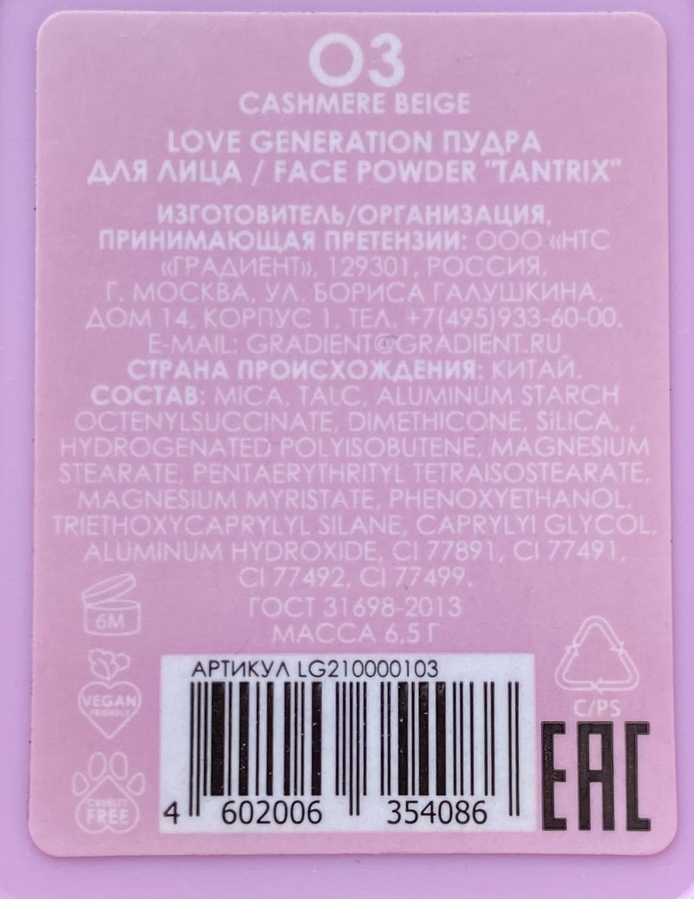 03
CASHMERE BEIGE
LOVE GENERATION ПУДРА
ДЛЯ ЛИЦА / FACE POWDER "TANTRIX"
ИЗГОТОВИТЕЛЬ/ОРГАНИЗАЦИЯ,
ПРИНИМАЮЩАЯ ПРЕТЕНЗИИ: ООО «НТС
«ГРАДИЕНТ», 129301, РОССИЯ,
Г. МОСКВА, УЛ. БОРИСА ГАЛУШКИНА,
ДОМ 14, КОРПУС 1, ТЕЛ. +7(495)933-60-00,
E-MAIL: GRADIENT@GRADIENT.RU
СТРАНА ПРОИСХОЖДЕНИЯ: КИТАЙ.
СОСТАВ: MICA, TALC, ALUMINUM STARCH
OCTENYLSUCCINATE, DIMETHICONE, SILICA, ,
HYDROGENATED POLYISOBUTENE, MAGNESIUM
STEARATE, PENTAERYTHRITYL TETRAISOSTEARATE,
MAGNESIUM MYRISTATE, PHENOXYETHANOL,
TRIETHOXYCAPRYLYL SILANE, CAPRYLYI GLYCOL,
ALUMINUM HYDROXIDE, CI 77891, CI 77491,
CI 77492, CI 77499.
ГОСТ 31698-2013
МАССА 6,5 Г
6M
VEGAN
FRIENDLY
CRUELTY
FREE
АРТИКУЛ LG210000103
4 602006 354086
C/PS
EAC